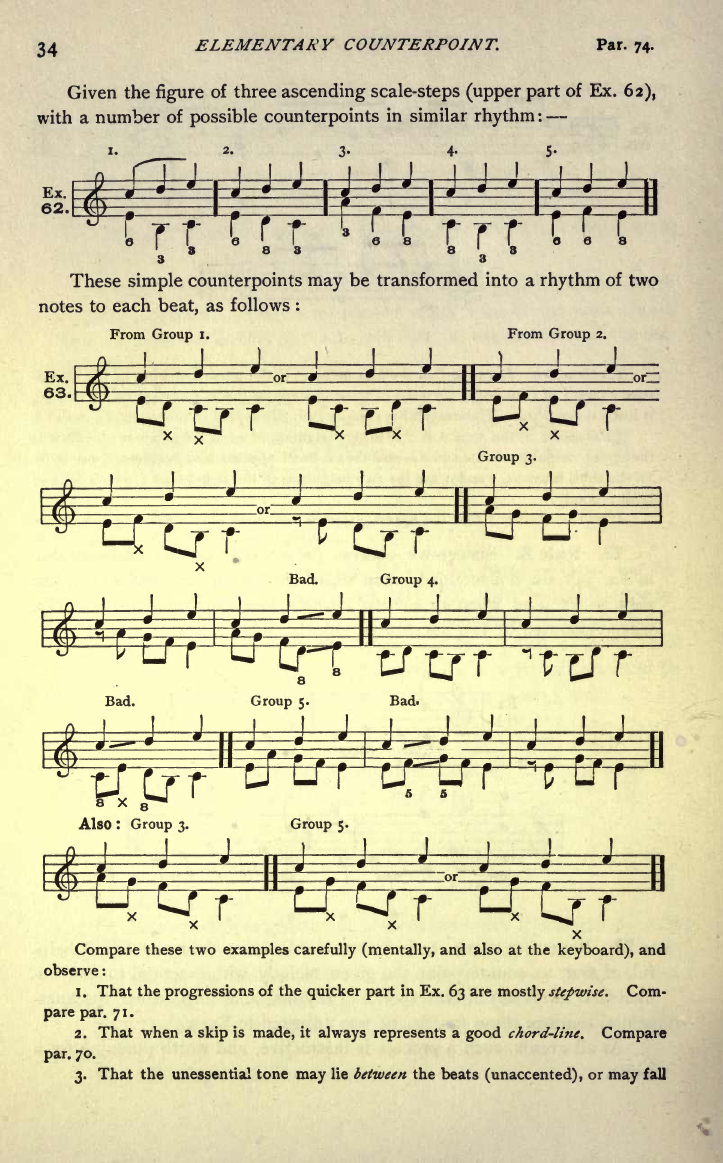 34 ELEMENTARY COUNTERPOINT. Par. 74.
Given the figure of three ascending scale-steps (upper part of Ex. 62),
with a number of possible counterpoints in similar rhythm: —
1. 2. 3. 4. 5.
Ex.
62.
6 3 3 6 8 3 3 6 8 8 3 3 6 6 8
These simple counterpoints may be transformed into a rhythm of two
notes to each beat, as follows :
From Group 1. From Group 2.
Ex.
63.
or or
x x x x x
Group 3.
or
x x
Bad. Group 4.
8 8
Bad. Group 5. Bad.
8 x 8 5 5
Also : Group 3. Group 5.
or
x x x x x x
Compare these two examples carefully (mentally, and also at the keyboard), and
observe :
1. That the progressions of the quicker part in Ex. 63 are mostly stepwise. Com-
pare par. 71.
2. That when a skip is made, it always represents a good chord-line. Compare
par. 70.
3. That the unessential tone may lie between the beats (unaccented), or may fall